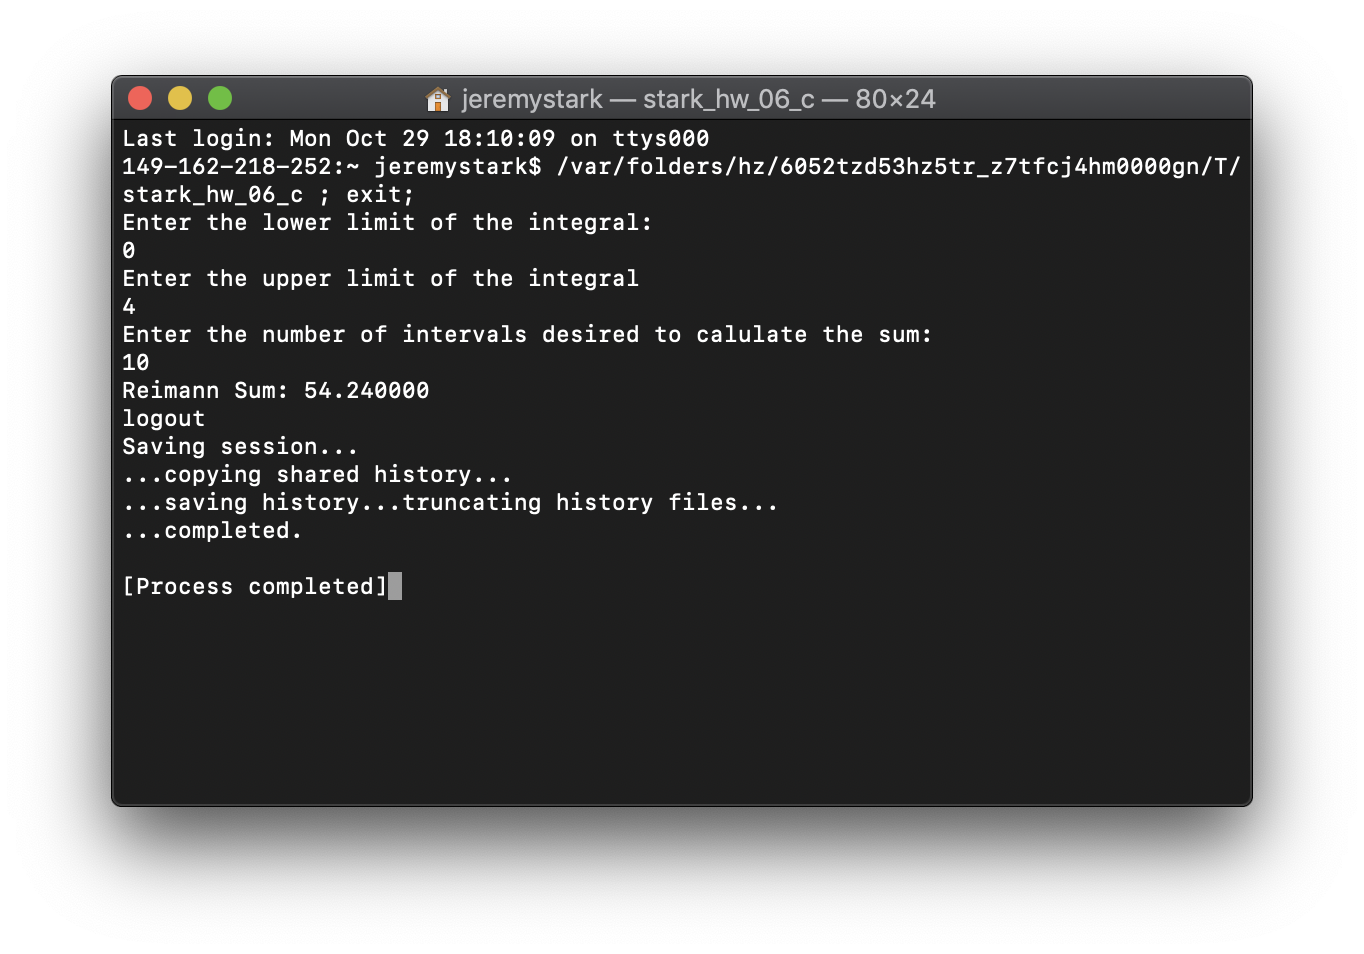 jeremystark — stark_hw_06_c — 80×24
Last login: Mon Oct 29 18:10:09 on ttys000
149-162-218-252:~ jeremystark$ /var/folders/hz/6052tzd53hz5tr_z7tfcj4hm0000gn/T/
stark_hw_06_c ; exit;
Enter the lower limit of the integral:
0
Enter the upper limit of the integral
4
Enter the number of intervals desired to calulate the sum:
10
Reimann Sum: 54.240000
logout
Saving session...
...copying shared history...
...saving history...truncating history files...
...completed.
[Process completed]